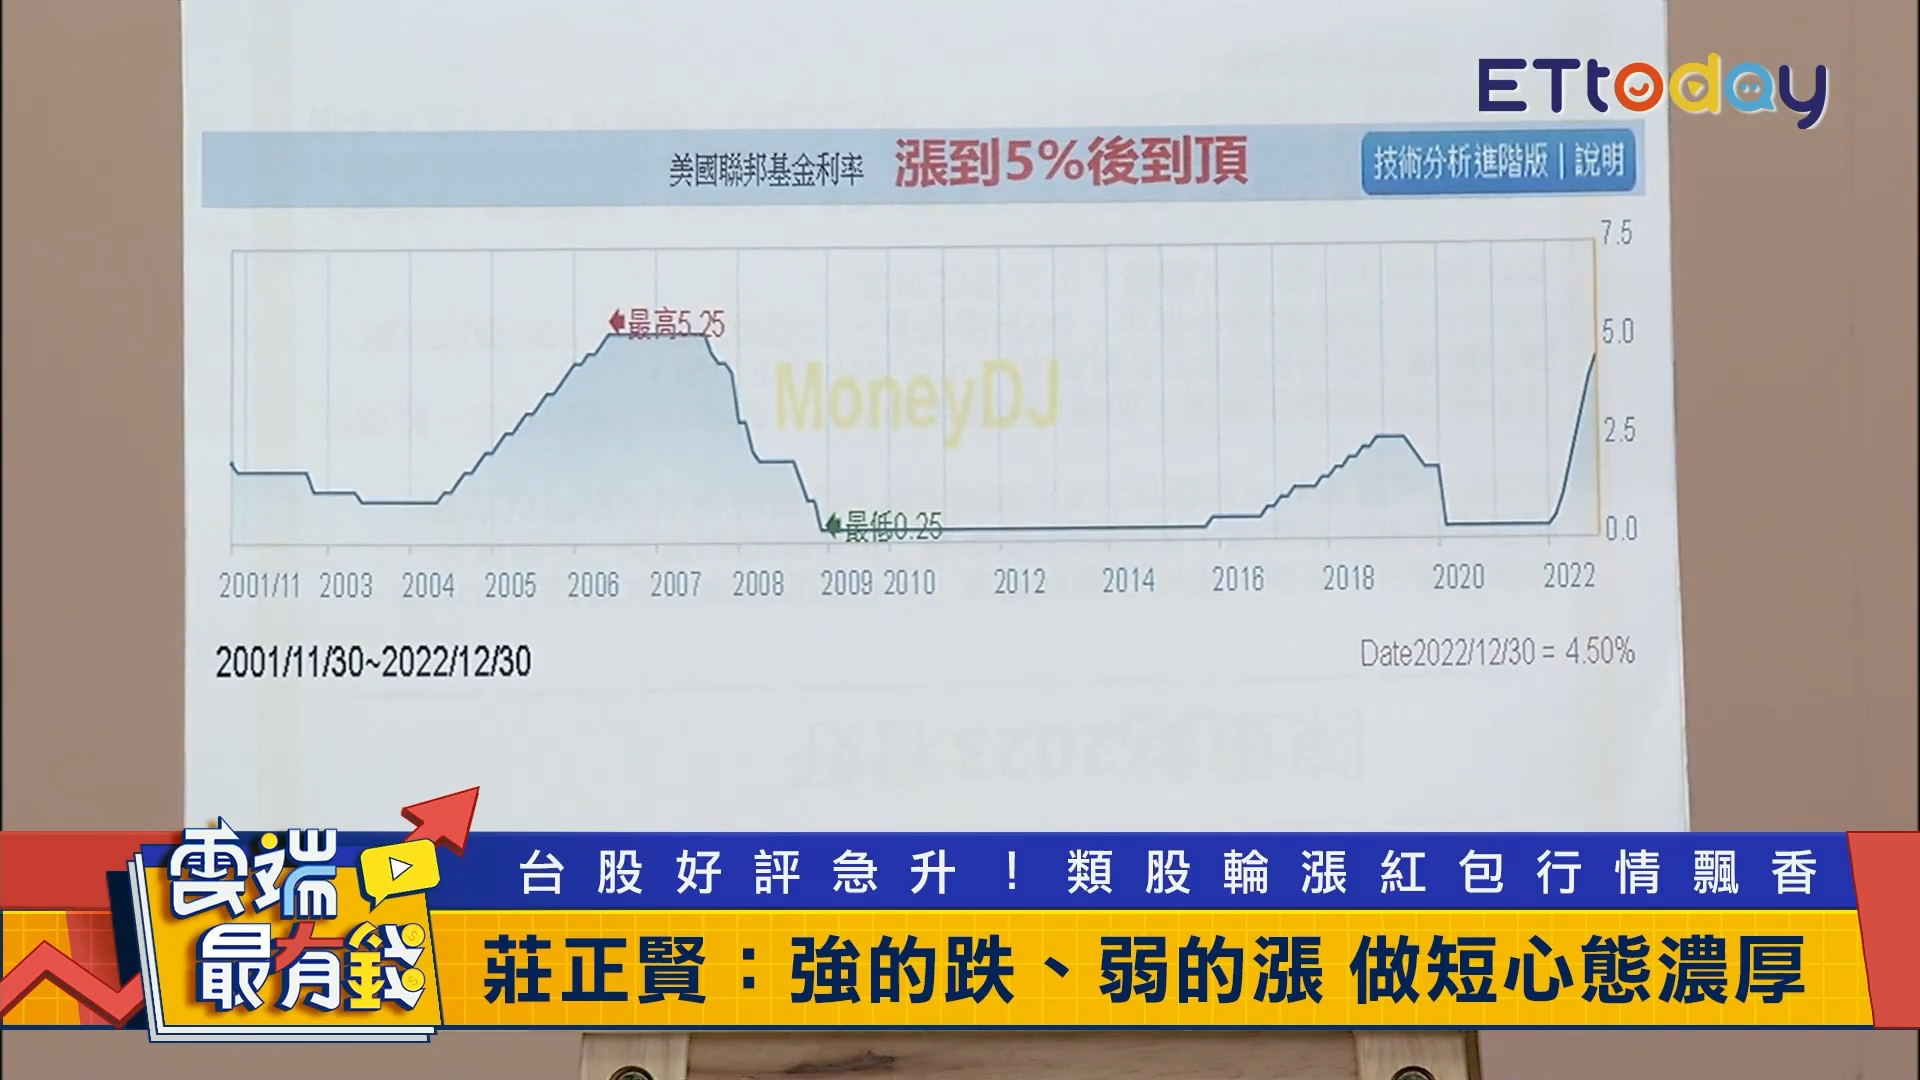 ETtoday
美國聯邦基金利率 漲到5%後到頂 技術分析進階版 | 說明
7.5
最高5.25
5.0
MoneyDJ
2.5
最低0.25
0.0
2001/11 2003 2004 2005 2006 2007 2008 2009 2010 2012 2014 2016 2018 2020 2022
2001/11/30~2022/12/30
Date2022/12/30 = 4.50%
雲端最有錢
台股好評急升！類股輪漲紅包行情飄香
莊正賢：強的跌、弱的漲 做短心態濃厚